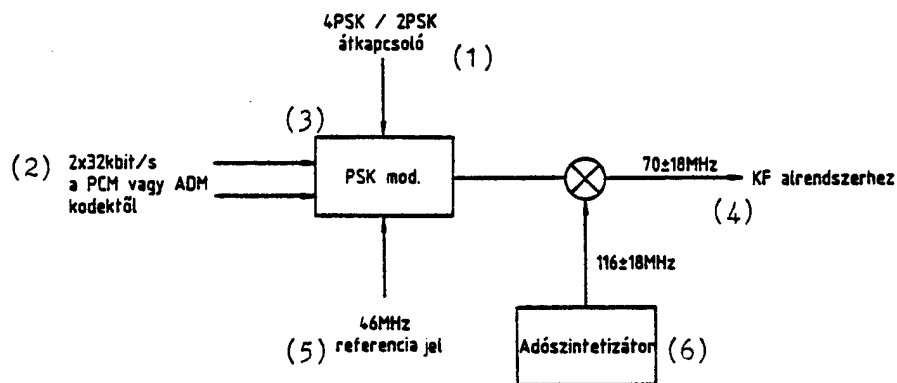 4PSK / 2PSK
átkapcsoló
(1)
(3)
(2)
2x32kbit/s
a PCM vagy ADM
kodektől
PSK mod.
70±18MHz
KF alrendszerhez
(4)
116±18MHz
46MHz
referencia jel
(5)
Adószintetizátor
(6)